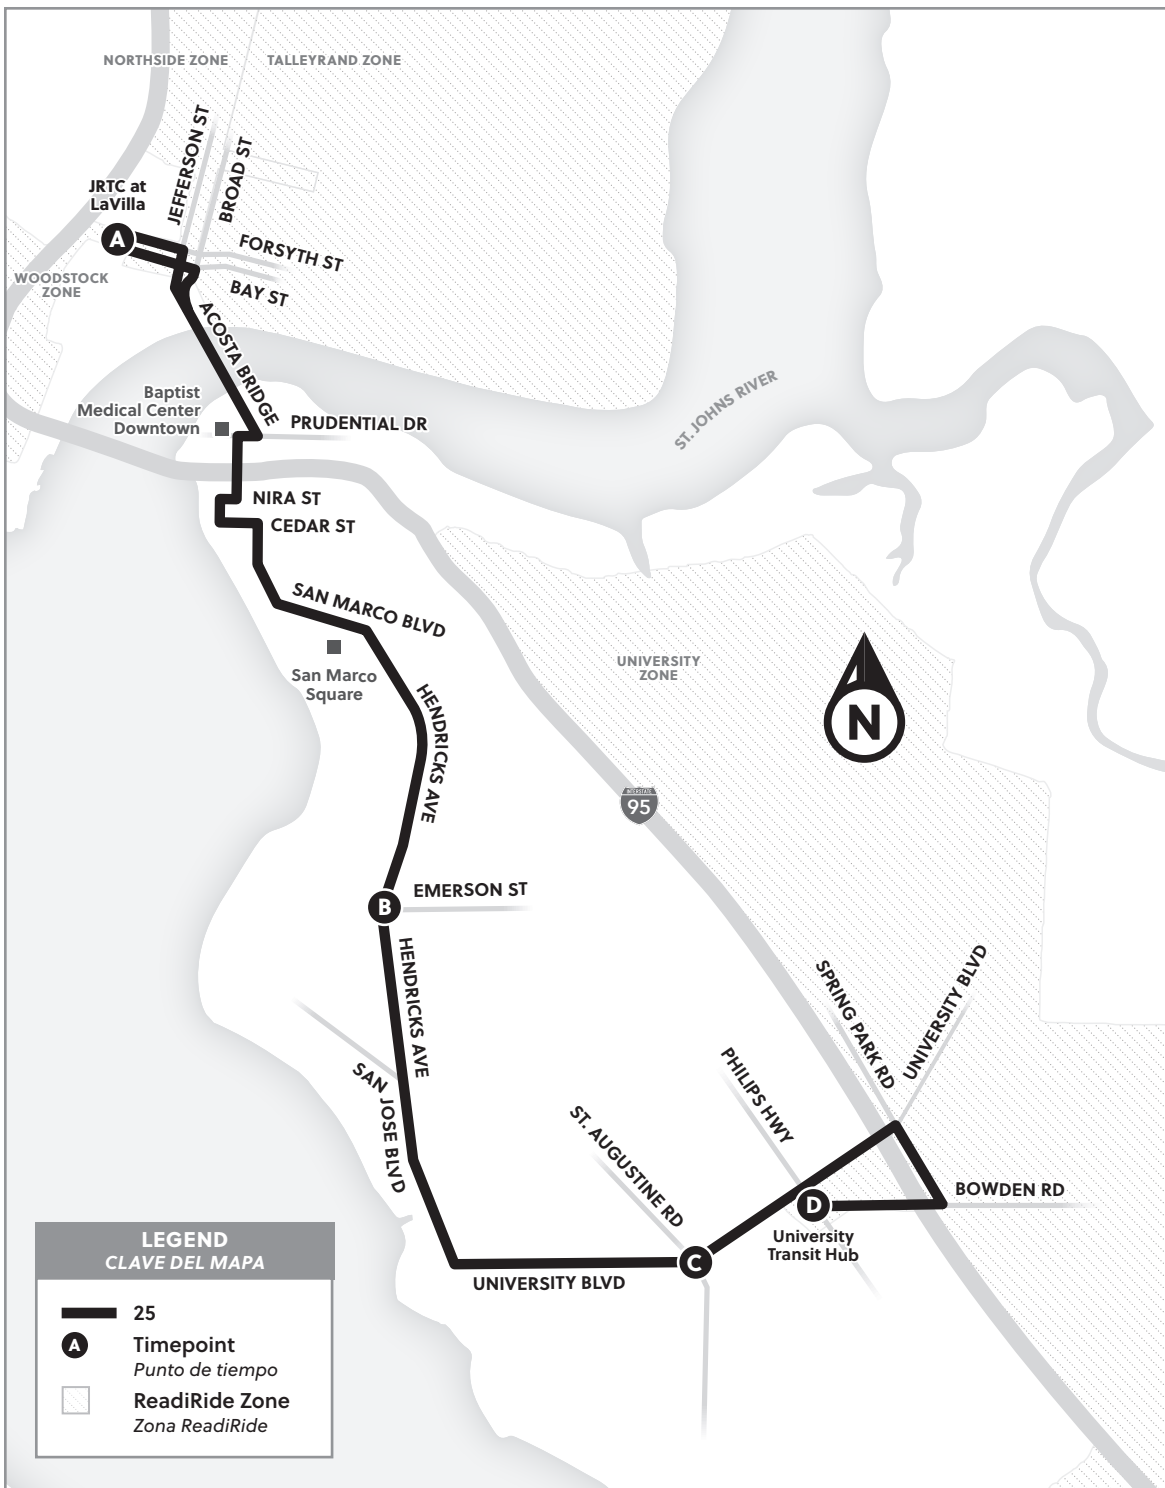 NORTHSIDE ZONE
TALLEYRAND ZONE
JEFFERSON ST
BROAD ST
JRTC at
LaVilla
A
FORSYTH ST
BAY ST
WOODSTOCK
ZONE
ACOSTA BRIDGE
Baptist
Medical Center
Downtown
PRUDENTIAL DR
ST. JOHNS RIVER
NIRA ST
CEDAR ST
SAN MARCO BLVD
San Marco
Square
UNIVERSITY
ZONE
N
HENDRICKS AVE
INTERSTATE
95
B
EMERSON ST
HENDRICKS AVE
SAN JOSE BLVD
SPRING PARK RD
UNIVERSITY BLVD
PHILIPS HWY
ST. AUGUSTINE RD
BOWDEN RD
D
University
Transit Hub
C
UNIVERSITY BLVD
LEGEND
CLAVE DEL MAPA
25
A
Timepoint
Punto de tiempo
ReadiRide Zone
Zona ReadiRide